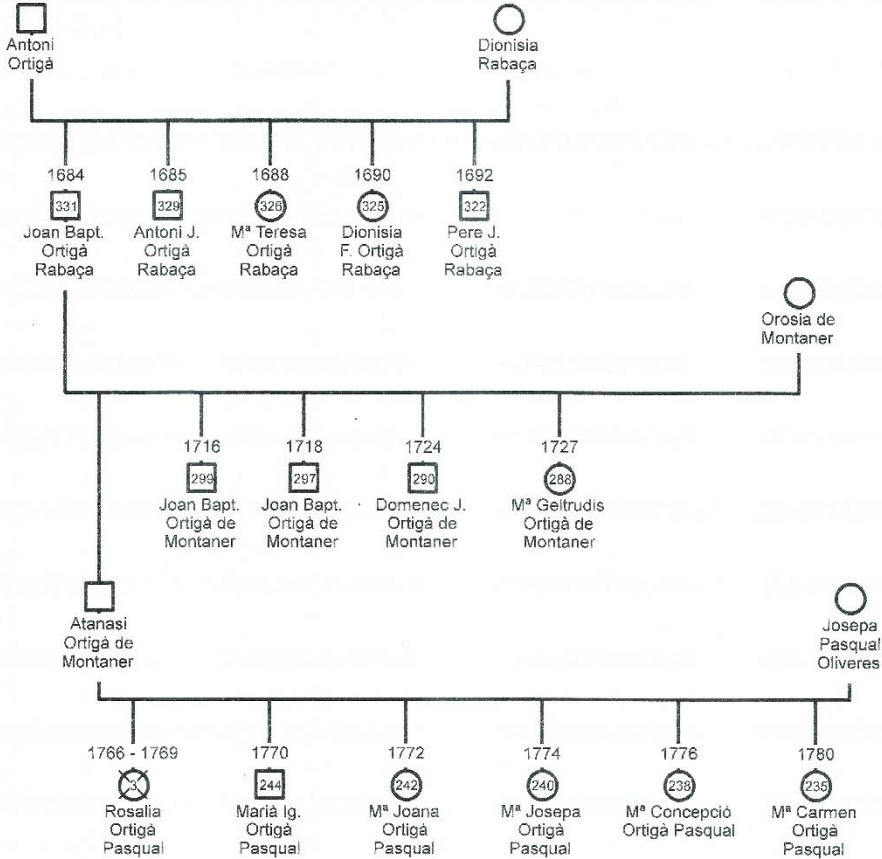 Antoni
Ortigà
Dionisia
Rabaça
1684
331
Joan Bapt.
Ortigà
Rabaça
1685
329
Antoni J.
Ortigà
Rabaça
1688
326
Mª Teresa
Ortigà
Rabaça
1690
325
Dionisia
F. Ortigà
Rabaça
1692
322
Pere J.
Ortigà
Rabaça
Orosia de
Montaner
1716
299
Joan Bapt.
Ortigà de
Montaner
1718
297
Joan Bapt.
Ortigà de
Montaner
1724
290
Domenec J.
Ortigà de
Montaner
1727
288
Mª Geltrudis
Ortigà de
Montaner
Atanasi
Ortigà de
Montaner
Josepa
Pasqual
Oliveres
1766 - 1769
3
Rosalia
Ortigà
Pasqual
1770
244
Marià Ig.
Ortigà
Pasqual
1772
242
Mª Joana
Ortigà
Pasqual
1774
240
Mª Josepa
Ortigà
Pasqual
1776
238
Mª Concepció
Ortigà Pasqual
1780
235
Mª Carmen
Ortigà
Pasqual